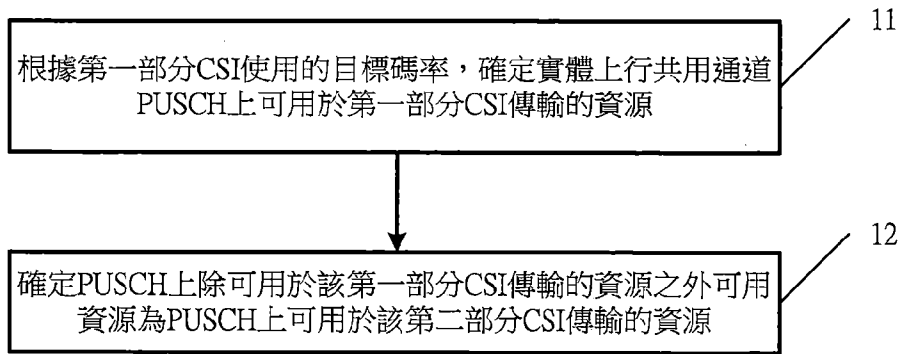 11
根據第一部分CSI使用的目標碼率，確定實體上行共用通道
PUSCH上可用於第一部分CSI傳輸的資源
12
確定PUSCH上除可用於該第一部分CSI傳輸的資源之外可用
資源為PUSCH上可用於該第二部分CSI傳輸的資源